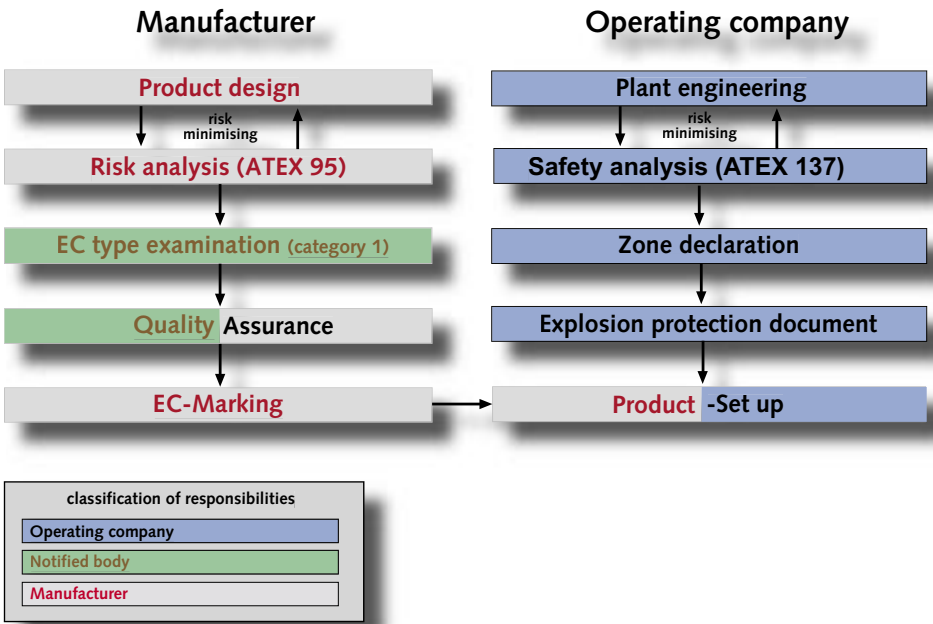 Manufacturer
Product design
risk
minimising
Risk analysis (ATEX 95)
EC type examination (category 1)
Quality Assurance
EC-Marking
Operating company
Plant engineering
risk
minimising
Safety analysis (ATEX 137)
Zone declaration
Explosion protection document
Product -Set up
classification of responsibilities
Operating company
Notified body
Manufacturer